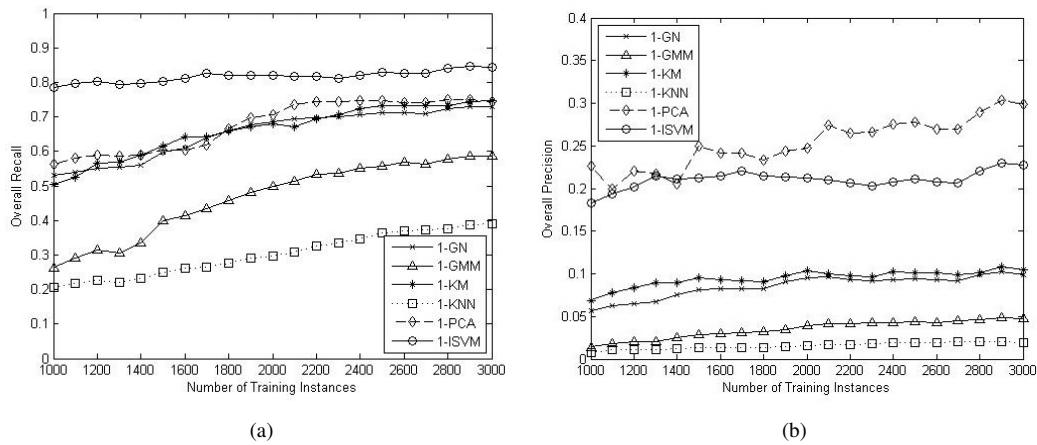 1
0.9
0.8
0.7
0.6
0.5
0.4
0.3
0.2
0.1
0
Overall Recall
1-GN
1-GMM
1-KM
1-KNN
1-PCA
1-ISVM
1000 1200 1400 1600 1800 2000 2200 2400 2600 2800 3000
Number of Training Instances
(a)
0.4
0.35
0.3
0.25
0.2
0.15
0.1
0.05
0
Overall Precision
1-GN
1-GMM
1-KM
1-KNN
1-PCA
1-ISVM
1000 1200 1400 1600 1800 2000 2200 2400 2600 2800 3000
Number of Training Instances
(b)